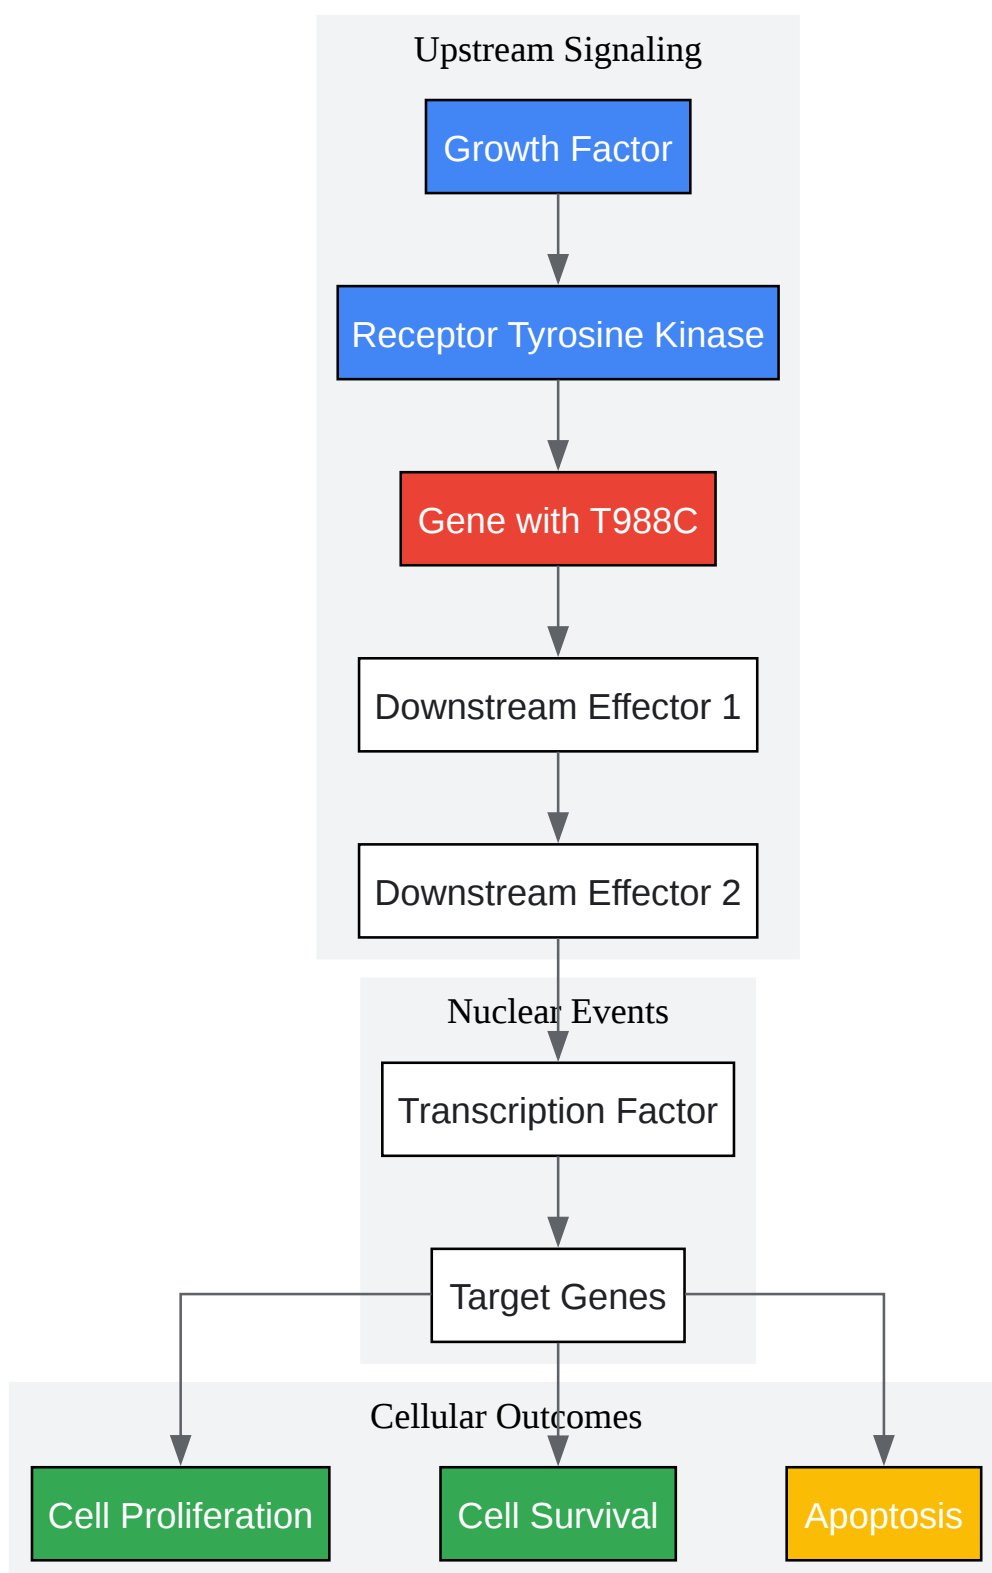 Upstream Signaling
Growth Factor
Receptor Tyrosine Kinase
Gene with T988C
Downstream Effector 1
Downstream Effector 2
Nuclear Events
Transcription Factor
Target Genes
Cellular Outcomes
Cell Proliferation
Cell Survival
Apoptosis